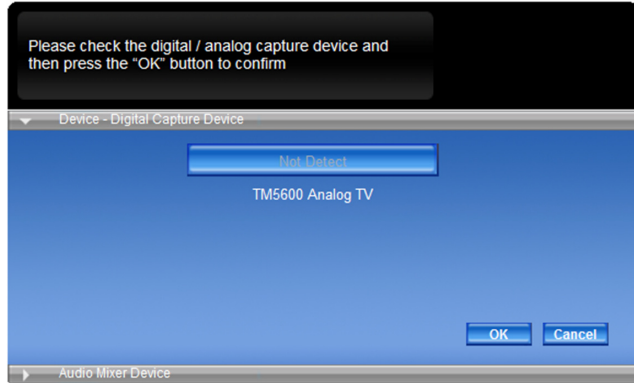 Please check the digital / analog capture device and
then press the “OK” button to confirm
Device - Digital Capture Device
Not Detect
TM5600 Analog TV
OK Cancel
Audio Mixer Device